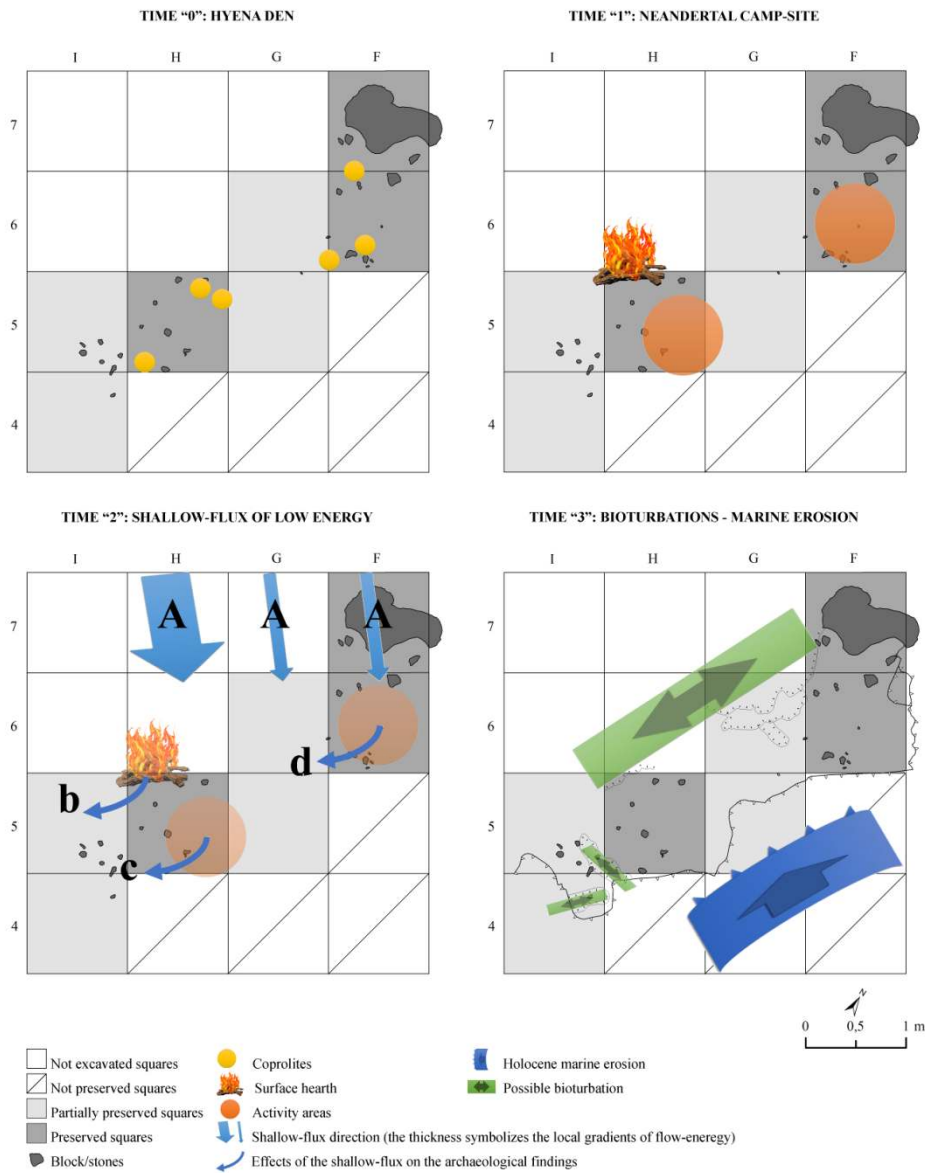 TIME “0”: HYENA DEN
I H G F
7
6
5
4
TIME “1”: NEANDERTAL CAMP-SITE
I H G F
7
6
5
4
TIME “2”: SHALLOW-FLUX OF LOW ENERGY
I H G F
7
6
5
4
A A A
b
c
d
TIME “3”: BIOTURBATIONS - MARINE EROSION
I H G F
7
6
5
4
N
0 0,5 1 m
Not excavated squares
Not preserved squares
Partially preserved squares
Preserved squares
Block/stones
Coprolites
Surface hearth
Activity areas
Shallow-flux direction (the thickness symbolizes the local gradients of flow-eneregy)
Effects of the shallow-flux on the archaeological findings
Holocene marine erosion
Possible bioturbation